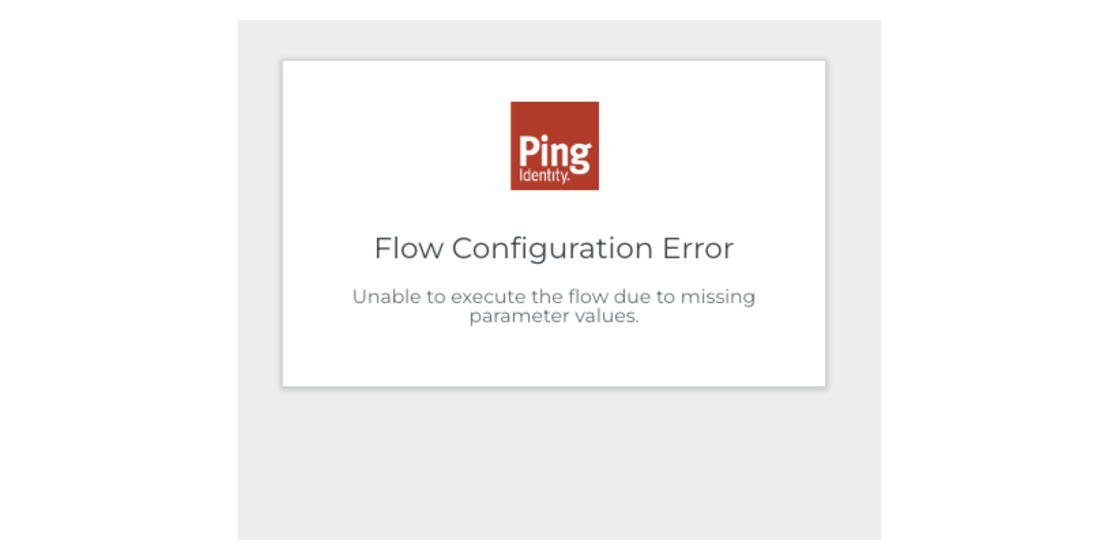 Ping
Identity.
Flow Configuration Error
Unable to execute the flow due to missing
parameter values.